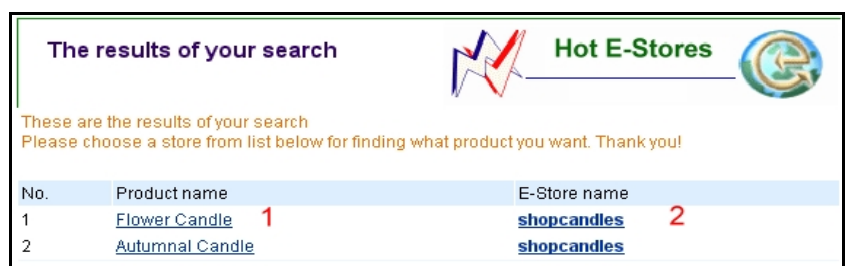 The results of your search
Hot E-Stores
These are the results of your search
Please choose a store from list below for finding what product you want. Thank you!
No. Product name E-Store name
1 Flower Candle 1 shopcandles 2
2 Autumnal Candle shopcandles